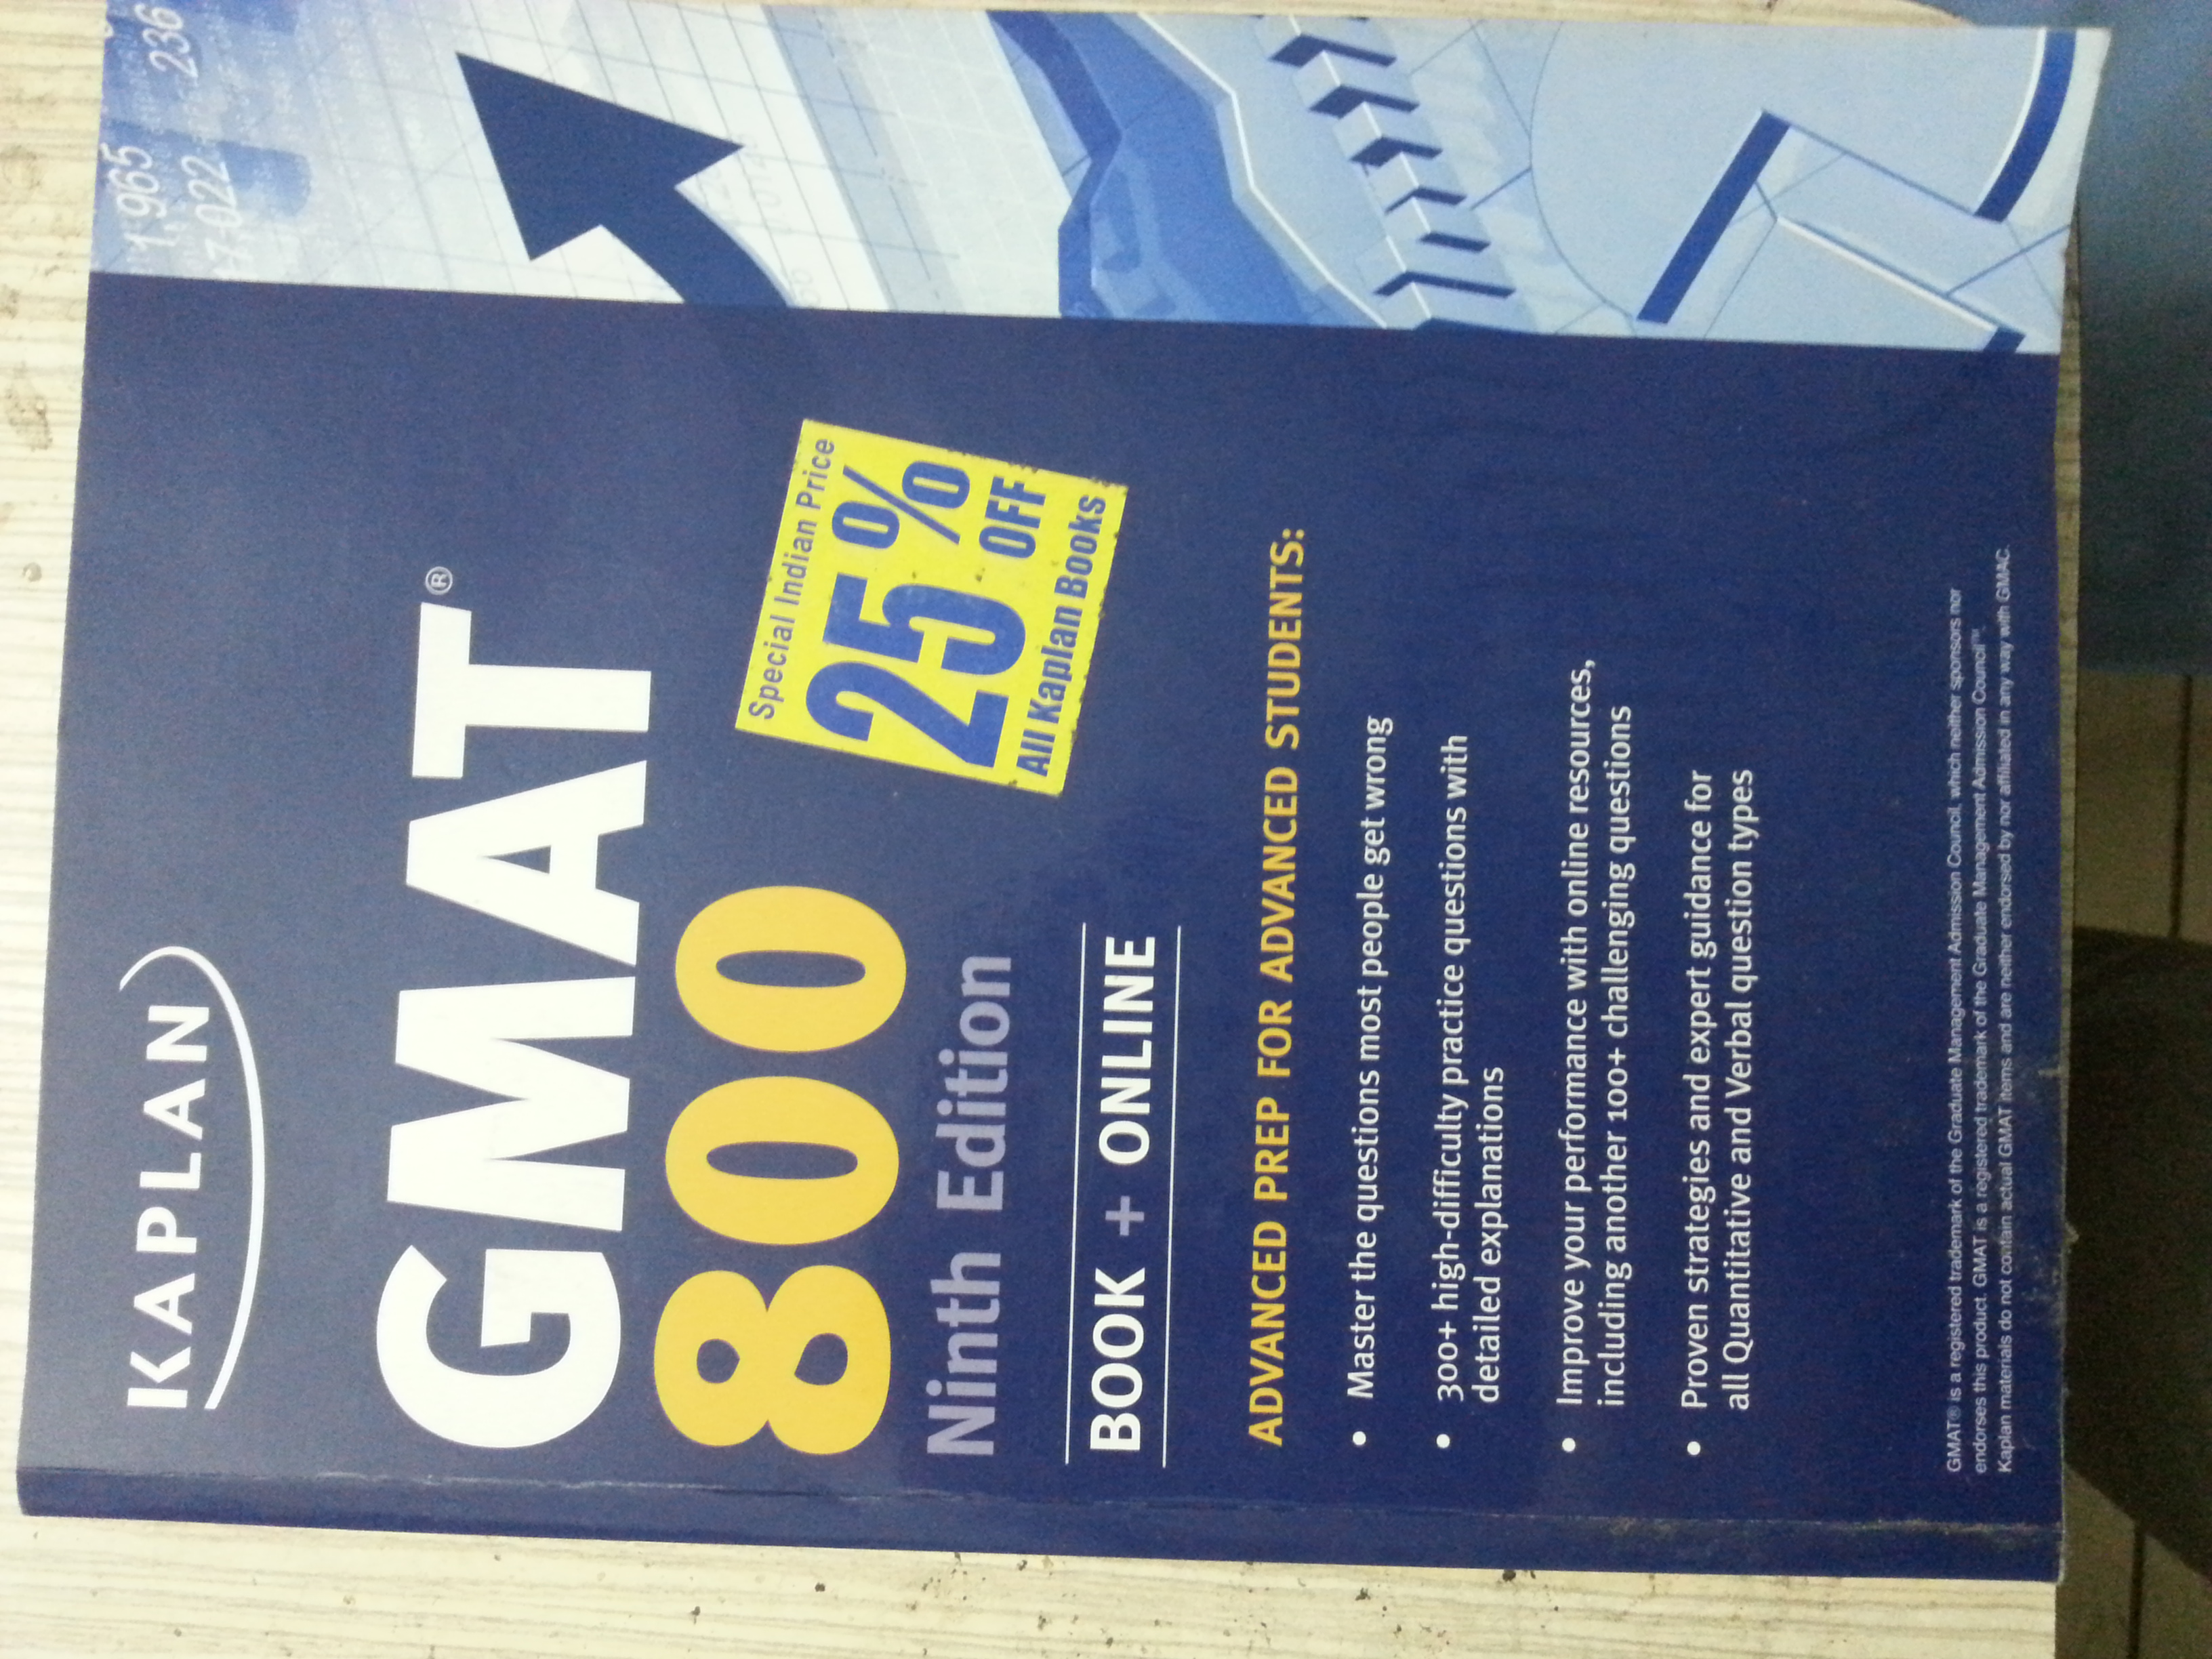 KAPLAN
GMAT®
800
Ninth Edition
Special Indian Price
25% OFF
All Kaplan Books
BOOK + ONLINE
ADVANCED PREP FOR ADVANCED STUDENTS:
• Master the questions most people get wrong
• 300+ high-difficulty practice questions with
detailed explanations
• Improve your performance with online resources,
including another 100+ challenging questions
• Proven strategies and expert guidance for
all Quantitative and Verbal question types
GMAT® is a registered trademark of the Graduate Management Admission Council, which neither sponsors nor
endorses this product. GMAT is a registered trademark of the Graduate Management Admission Council™.
Kaplan materials do not contain actual GMAT items and are neither endorsed by nor affiliated in any way with GMAC.
1,965
7.022
236